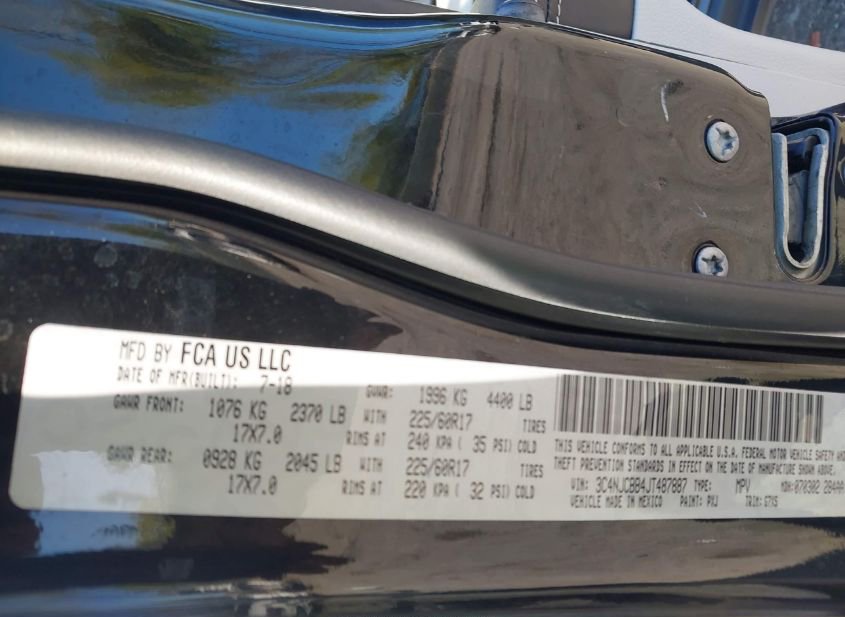 MFD BY FCA US LLC
DATE OF MFR(BUILT): 7-18
GVWR: 1996 KG 4400 LB
GAWR FRONT: 1076 KG 2370 LB WITH 225/60R17 TIRES
17X7.0 RIMS AT 240 KPA ( 35 PSI) COLD
GAWR REAR: 0928 KG 2045 LB WITH 225/60R17 TIRES
17X7.0 RIMS AT 220 KPA ( 32 PSI) COLD
THIS VEHICLE CONFORMS TO ALL APPLICABLE U.S.A. FEDERAL MOTOR VEHICLE SAFETY AND
THEFT PREVENTION STANDARDS IN EFFECT ON THE DATE OF MANUFACTURE SHOWN ABOVE.
VIN: 3C4NJCBB4JT487887 TYPE: MPV MDH: 070302 284AA
VEHICLE MADE IN MEXICO PAINT: PXJ TRIM: G7XS